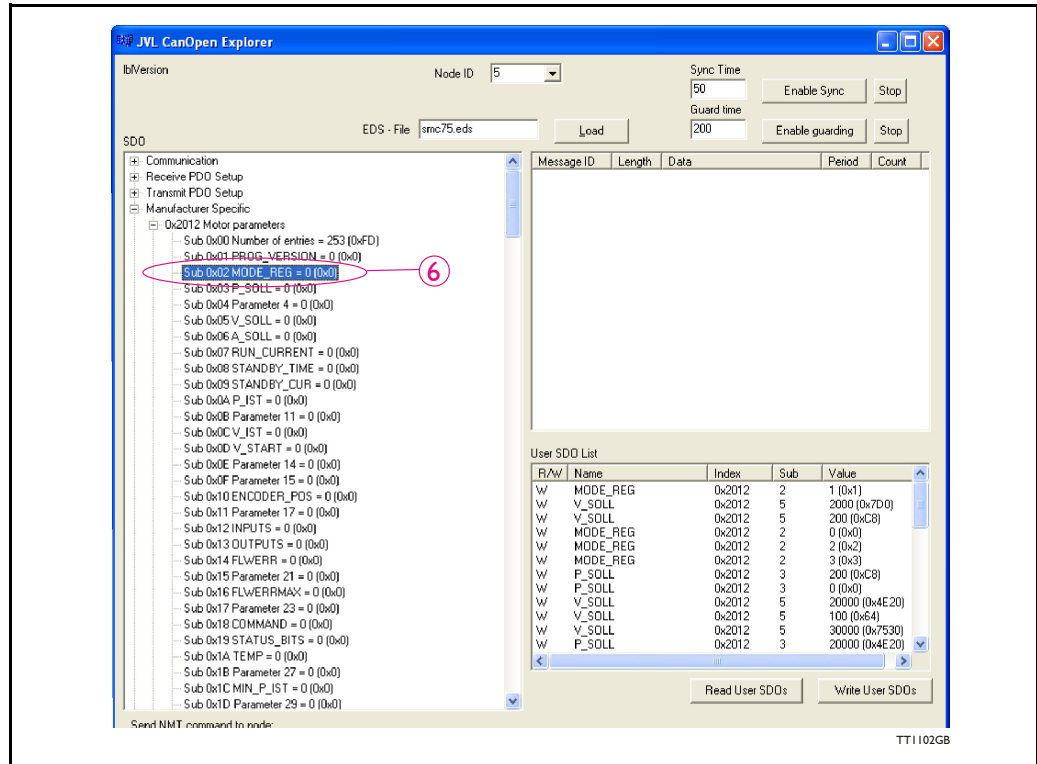 JVL CanOpen Explorer
lblVersion
Node ID 5
Sync Time
50 Enable Sync Stop
Guard time
EDS - File smc75.eds Load 200 Enable guarding Stop
SDO
Communication
Receive PDO Setup
Transmit PDO Setup
Manufacturer Specific
0x2012 Motor parameters
Sub 0x00 Number of entries = 253 (0xFD)
Sub 0x01 PROG_VERSION = 0 (0x0)
Sub 0x02 MODE_REG = 0 (0x0)
6
Sub 0x03 P_SOLL = 0 (0x0)
Sub 0x04 Parameter 4 = 0 (0x0)
Sub 0x05 V_SOLL = 0 (0x0)
Sub 0x06 A_SOLL = 0 (0x0)
Sub 0x07 RUN_CURRENT = 0 (0x0)
Sub 0x08 STANDBY_TIME = 0 (0x0)
Sub 0x09 STANDBY_CUR = 0 (0x0)
Sub 0x0A P_IST = 0 (0x0)
Sub 0x0B Parameter 11 = 0 (0x0)
Sub 0x0C V_IST = 0 (0x0)
Sub 0x0D V_START = 0 (0x0)
Sub 0x0E Parameter 14 = 0 (0x0)
Sub 0x0F Parameter 15 = 0 (0x0)
Sub 0x10 ENCODER_POS = 0 (0x0)
Sub 0x11 Parameter 17 = 0 (0x0)
Sub 0x12 INPUTS = 0 (0x0)
Sub 0x13 OUTPUTS = 0 (0x0)
Sub 0x14 FLWERR = 0 (0x0)
Sub 0x15 Parameter 21 = 0 (0x0)
Sub 0x16 FLWERRMAX = 0 (0x0)
Sub 0x17 Parameter 23 = 0 (0x0)
Sub 0x18 COMMAND = 0 (0x0)
Sub 0x19 STATUS_BITS = 0 (0x0)
Sub 0x1A TEMP = 0 (0x0)
Sub 0x1B Parameter 27 = 0 (0x0)
Sub 0x1C MIN_P_IST = 0 (0x0)
Sub 0x1D Parameter 29 = 0 (0x0)
Message ID Length Data Period Count
User SDO List
R/W Name Index Sub Value
W MODE_REG 0x2012 2 1 (0x1)
W V_SOLL 0x2012 5 2000 (0x7D0)
W V_SOLL 0x2012 5 200 (0xC8)
W MODE_REG 0x2012 2 0 (0x0)
W MODE_REG 0x2012 2 2 (0x2)
W MODE_REG 0x2012 2 3 (0x3)
W P_SOLL 0x2012 3 200 (0xC8)
W P_SOLL 0x2012 3 0 (0x0)
W V_SOLL 0x2012 5 20000 (0x4E20)
W V_SOLL 0x2012 5 100 (0x64)
W V_SOLL 0x2012 5 30000 (0x7530)
W P_SOLL 0x2012 3 20000 (0x4E20)
Read User SDOs Write User SDOs
Send NMT command to node:
TT1102GB